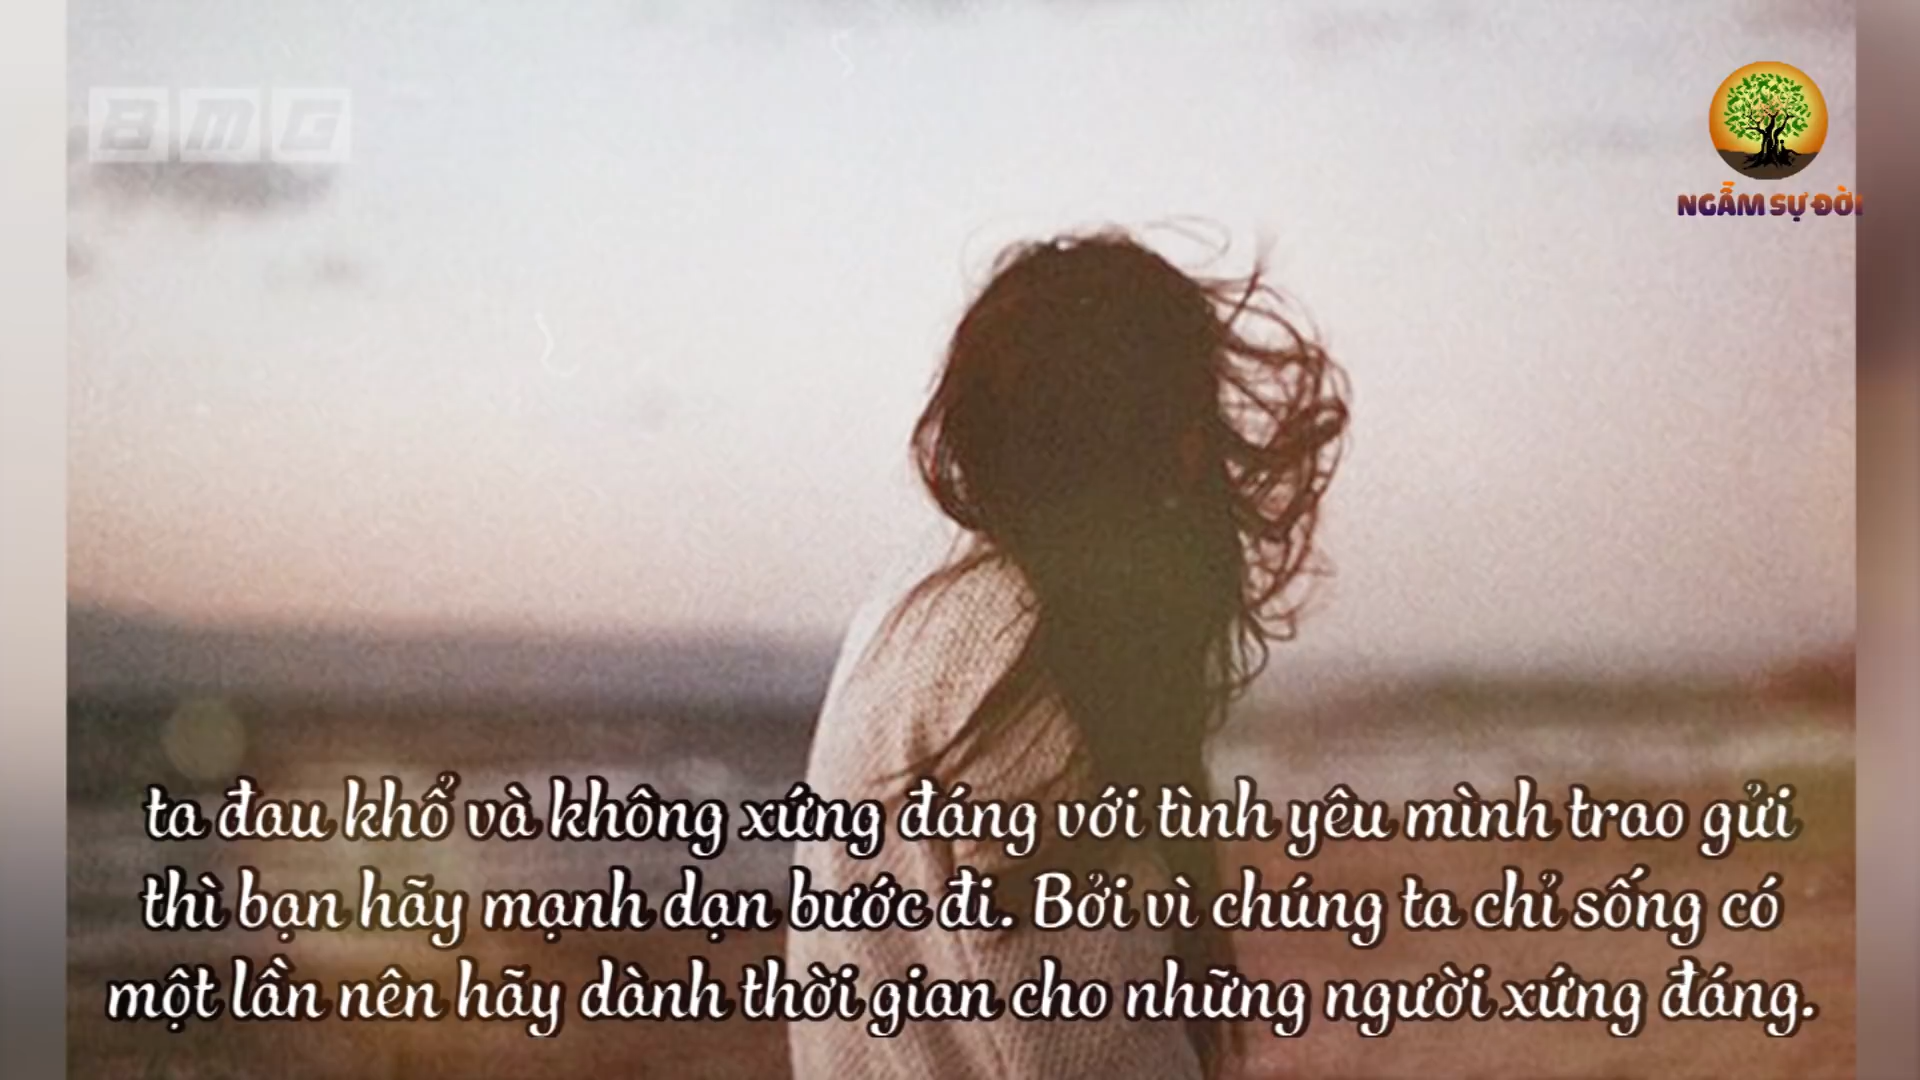 BMG
NGẪM SỰ ĐỜI
ta đau khổ và không xứng đáng với tình yêu mình trao gửi
thì bạn hãy mạnh dạn bước đi. Bởi vì chúng ta chỉ sống có
một lần nên hãy dành thời gian cho những người xứng đáng.